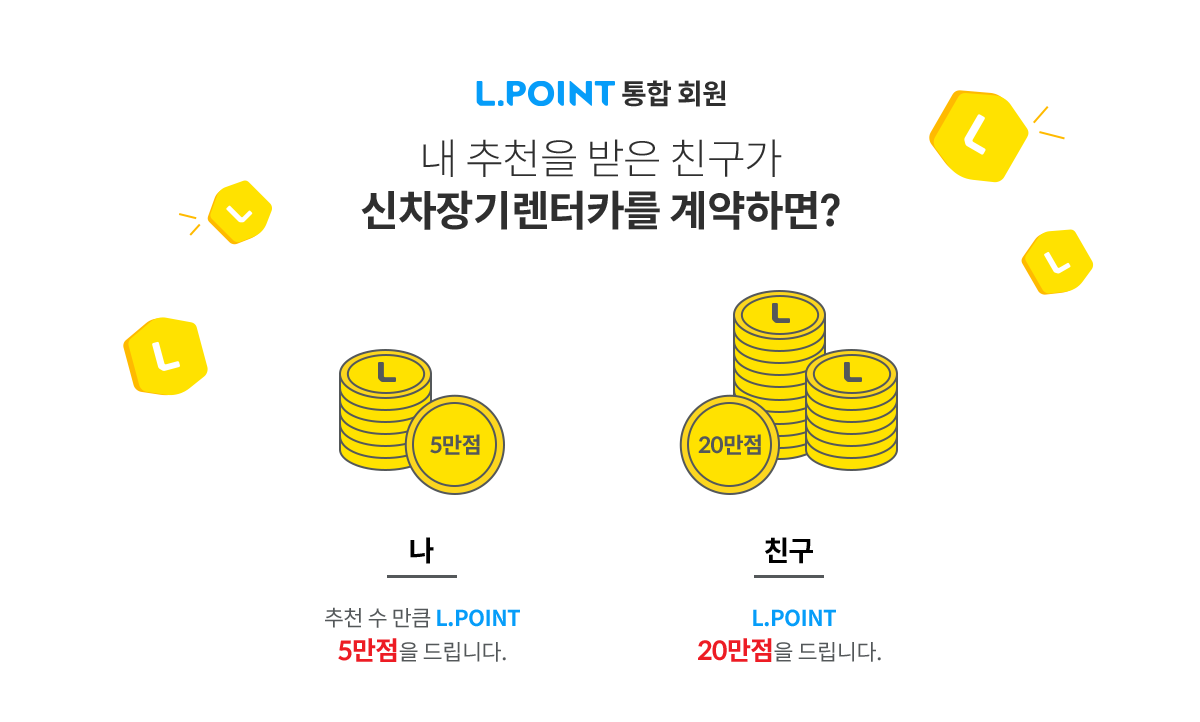 L.POINT 통합 회원
내 추천을 받은 친구가
신차장기렌터카를 계약하면?
L
L
L
L
L
5만점
나
추천 수 만큼 L.POINT
5만점을 드립니다.
L
L
20만점
친구
L.POINT
20만점을 드립니다.